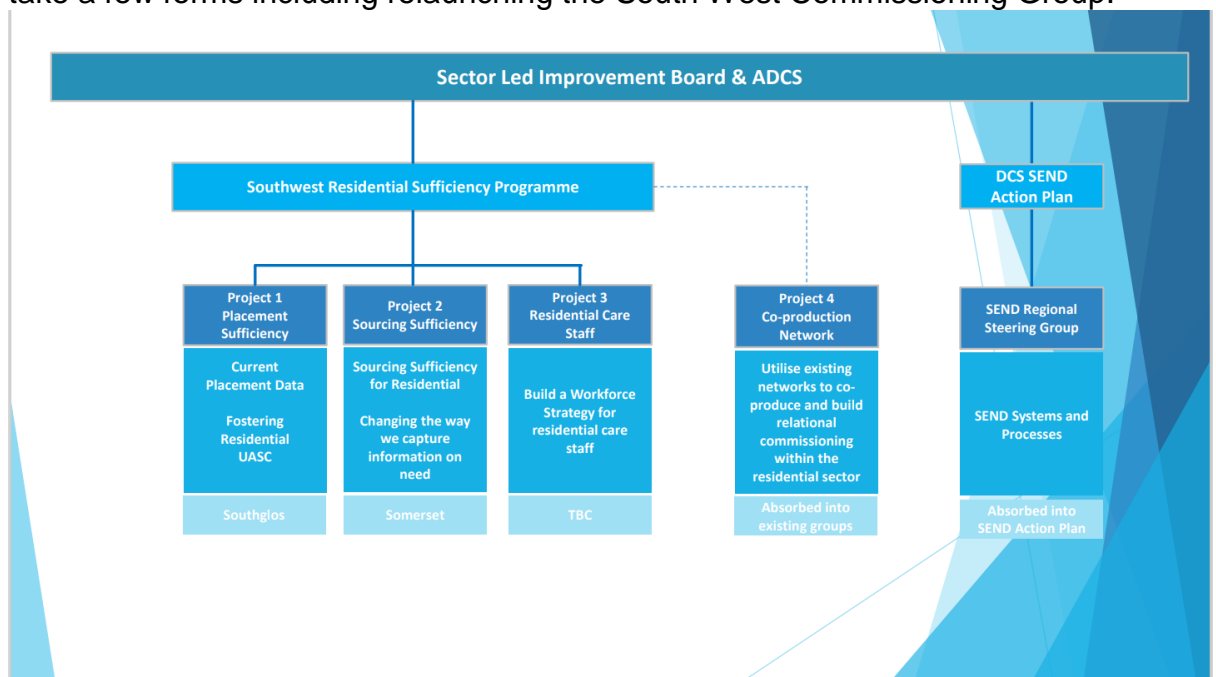 take a few forms including relaunching the South West Commissioning Group.
Sector Led Improvement Board & ADCS
Southwest Residential Sufficiency Programme
DCS SEND
Action Plan
Project 1
Placement
Sufficiency
Current
Placement Data
Fostering
Residential
UASC
Southglos
Project 2
Sourcing Sufficiency
Sourcing Sufficiency
for Residential
Changing the way
we capture
information on
need
Somerset
Project 3
Residential Care
Staff
Build a Workforce
Strategy for
residential care
staff
TBC
Project 4
Co-production
Network
Utilise existing
networks to co-
produce and build
relational
commissioning
within the
residential sector
Absorbed into
existing groups
SEND Regional
Steering Group
SEND Systems and
Processes
Absorbed into
SEND Action Plan